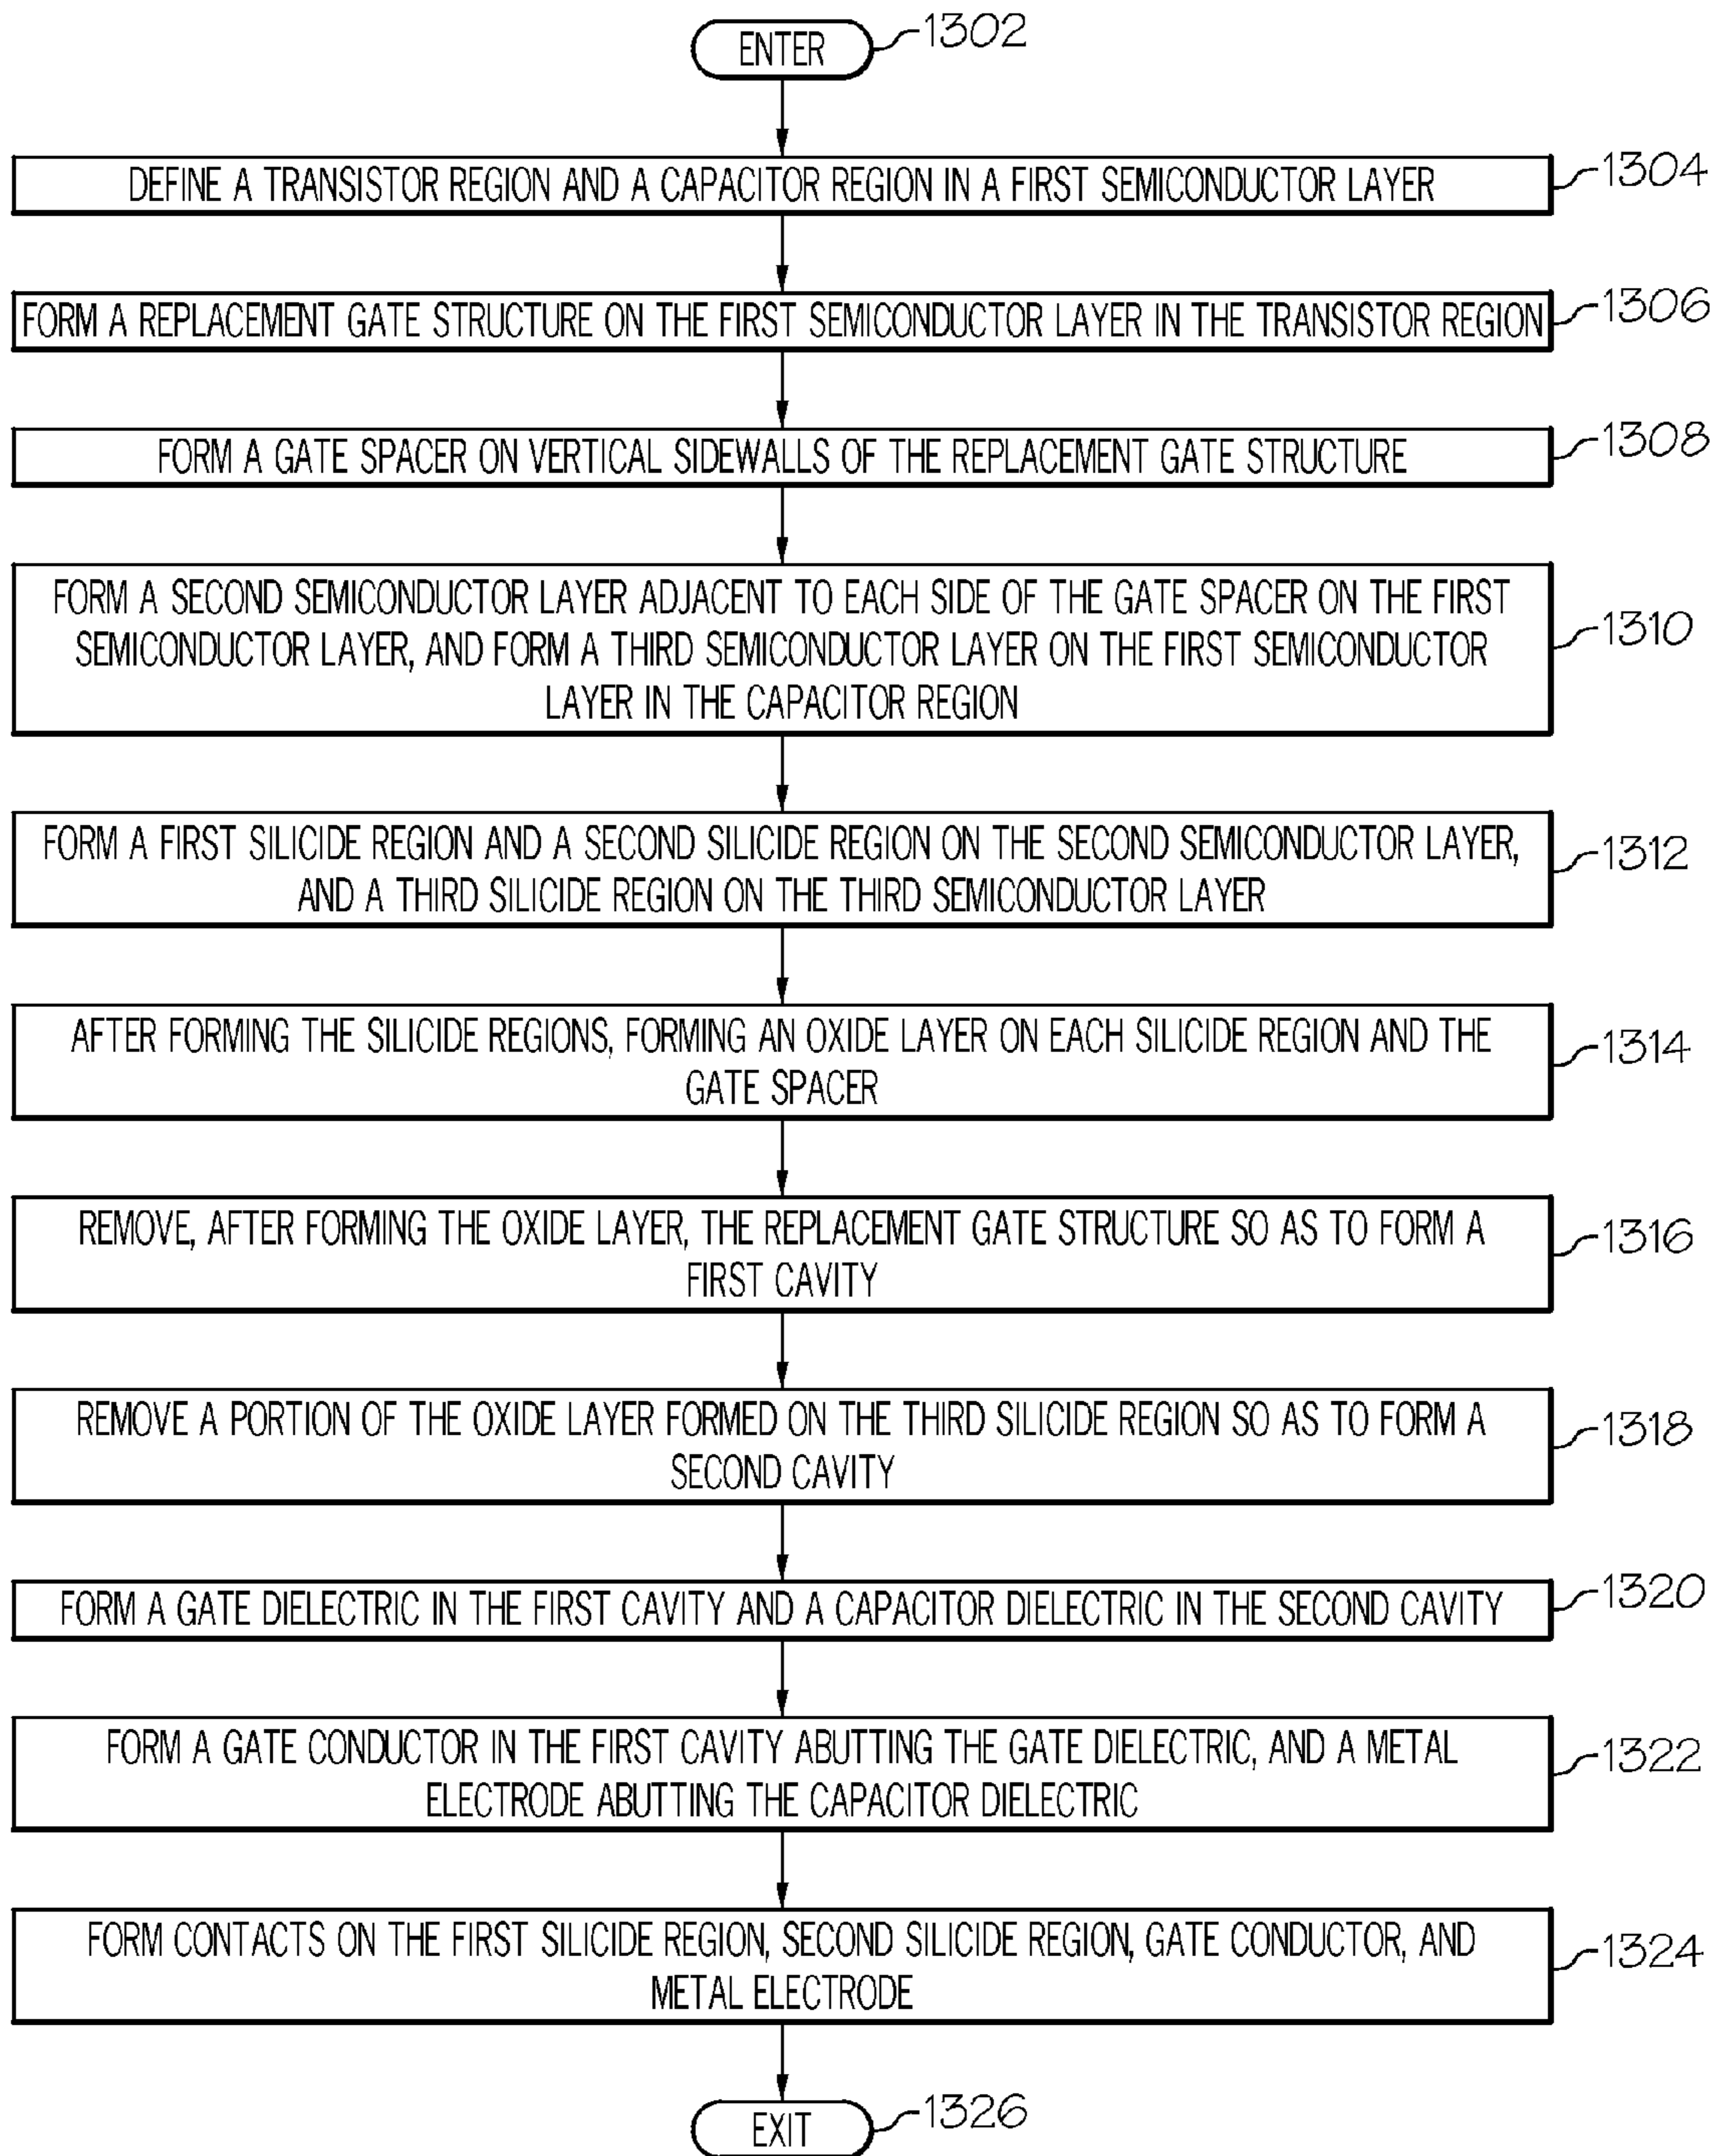 ENTER
1302
DEFINE A TRANSISTOR REGION AND A CAPACITOR REGION IN A FIRST SEMICONDUCTOR LAYER
1304
FORM A REPLACEMENT GATE STRUCTURE ON THE FIRST SEMICONDUCTOR LAYER IN THE TRANSISTOR REGION
1306
FORM A GATE SPACER ON VERTICAL SIDEWALLS OF THE REPLACEMENT GATE STRUCTURE
1308
FORM A SECOND SEMICONDUCTOR LAYER ADJACENT TO EACH SIDE OF THE GATE SPACER ON THE FIRST
SEMICONDUCTOR LAYER, AND FORM A THIRD SEMICONDUCTOR LAYER ON THE FIRST SEMICONDUCTOR
LAYER IN THE CAPACITOR REGION
1310
FORM A FIRST SILICIDE REGION AND A SECOND SILICIDE REGION ON THE SECOND SEMICONDUCTOR LAYER,
AND A THIRD SILICIDE REGION ON THE THIRD SEMICONDUCTOR LAYER
1312
AFTER FORMING THE SILICIDE REGIONS, FORMING AN OXIDE LAYER ON EACH SILICIDE REGION AND THE
GATE SPACER
1314
REMOVE, AFTER FORMING THE OXIDE LAYER, THE REPLACEMENT GATE STRUCTURE SO AS TO FORM A
FIRST CAVITY
1316
REMOVE A PORTION OF THE OXIDE LAYER FORMED ON THE THIRD SILICIDE REGION SO AS TO FORM A
SECOND CAVITY
1318
FORM A GATE DIELECTRIC IN THE FIRST CAVITY AND A CAPACITOR DIELECTRIC IN THE SECOND CAVITY
1320
FORM A GATE CONDUCTOR IN THE FIRST CAVITY ABUTTING THE GATE DIELECTRIC, AND A METAL
ELECTRODE ABUTTING THE CAPACITOR DIELECTRIC
1322
FORM CONTACTS ON THE FIRST SILICIDE REGION, SECOND SILICIDE REGION, GATE CONDUCTOR, AND
METAL ELECTRODE
1324
EXIT
1326